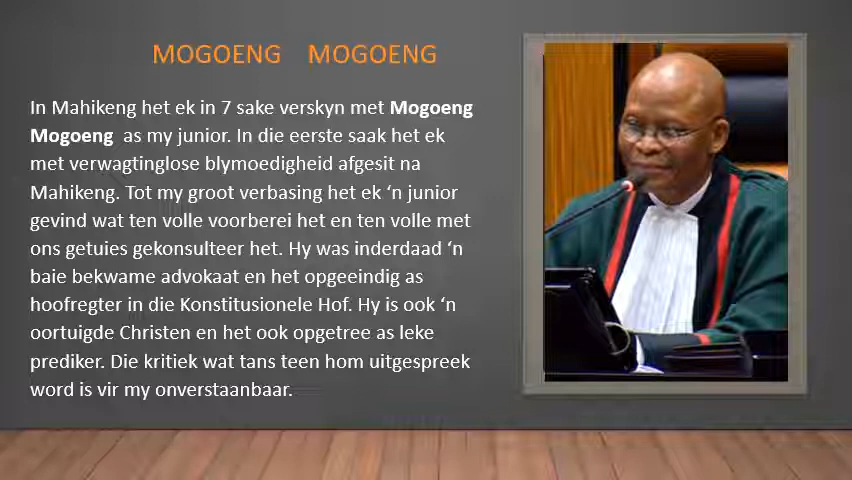 MOGOENG MOGOENG
In Mahikeng het ek in 7 sake verskyn met Mogoeng
Mogoeng as my junior. In die eerste saak het ek
met verwagtinglose blymoedigheid afgesit na
Mahikeng. Tot my groot verbasing het ek ‘n junior
gevind wat ten volle voorberei het en ten volle met
ons getuies gekonsulteer het. Hy was inderdaad ‘n
baie bekwame advokaat en het opgeeindig as
hoofregter in die Konstitusionele Hof. Hy is ook ‘n
oortuigde Christen en het ook opgetree as leke
prediker. Die kritiek wat tans teen hom uitgespreek
word is vir my onverstaanbaar.